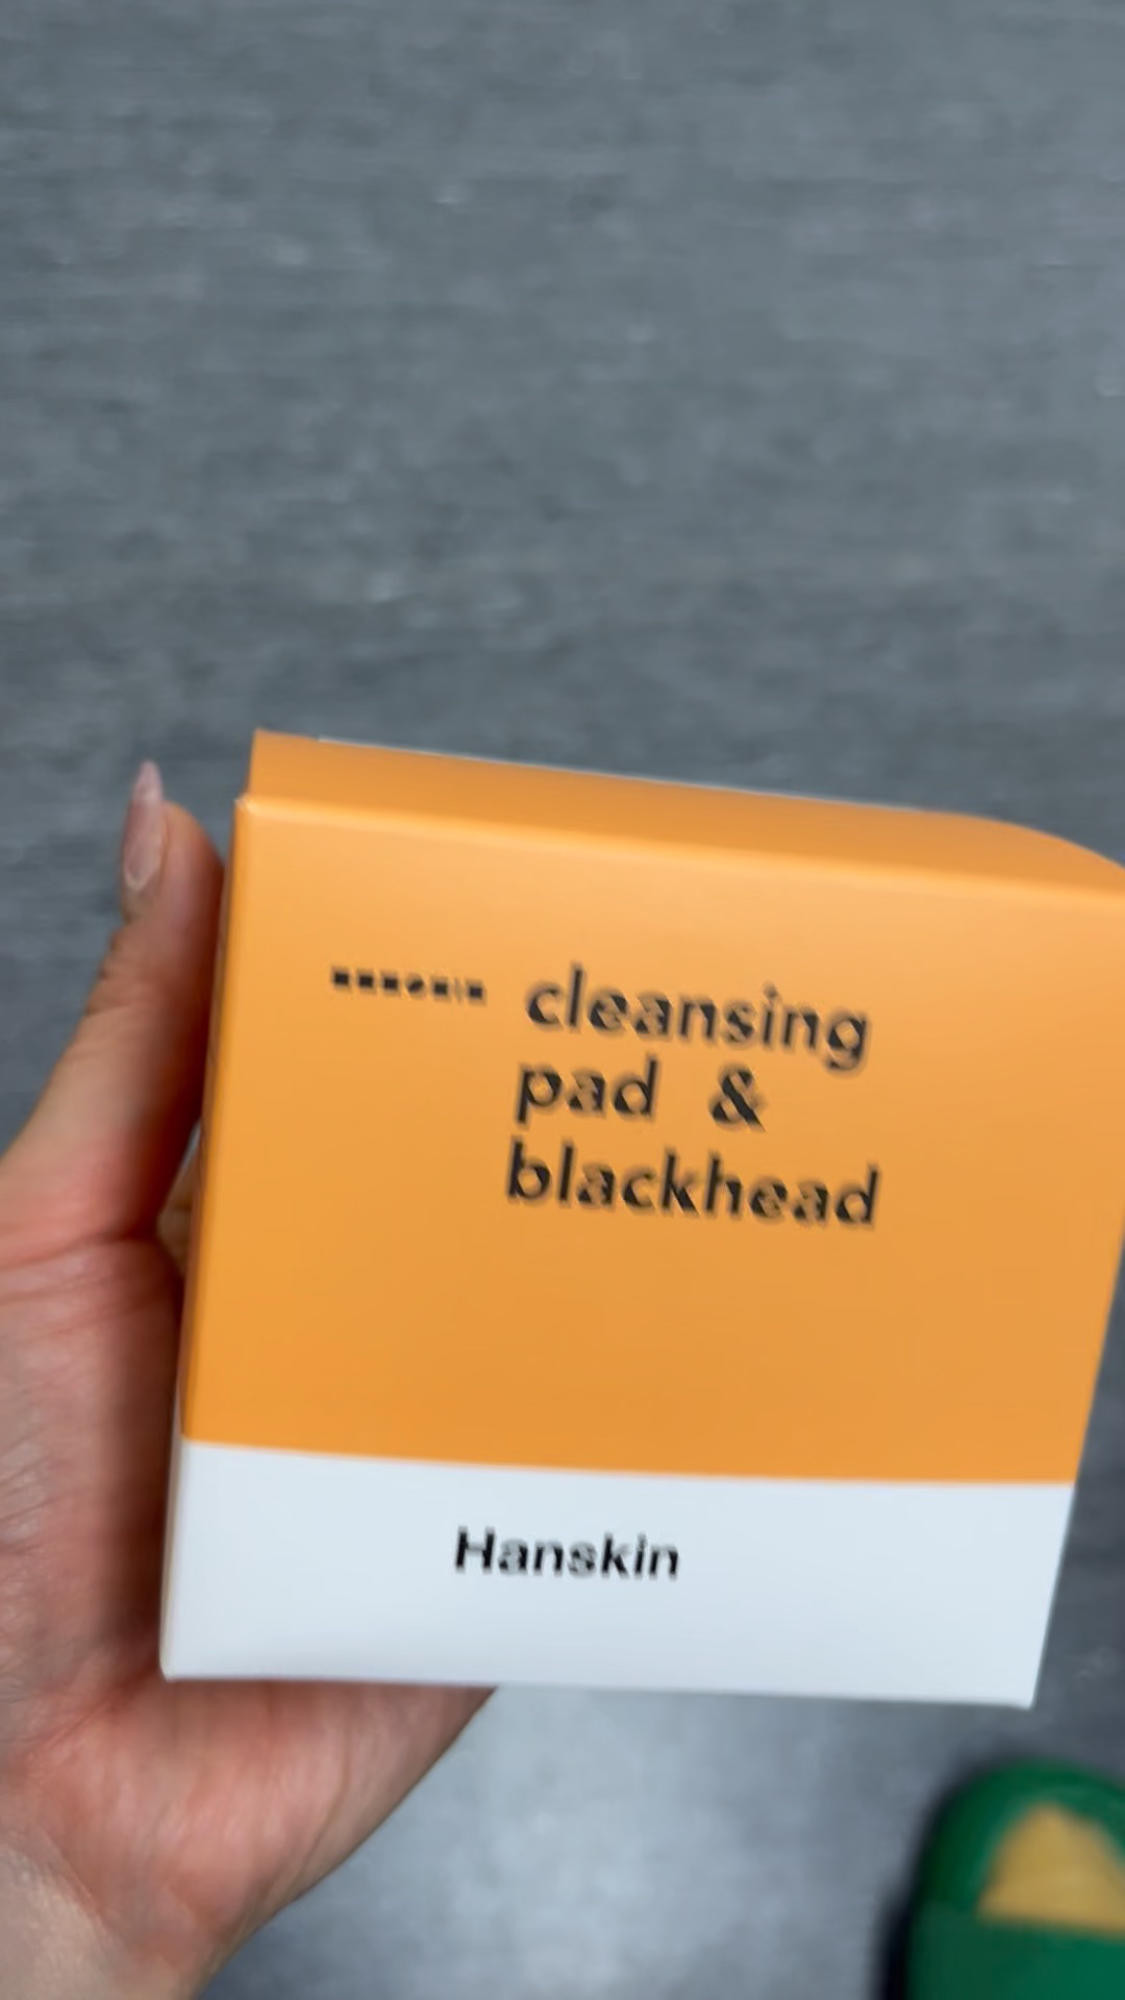 cleansing
pad &
blackhead
Hanskin